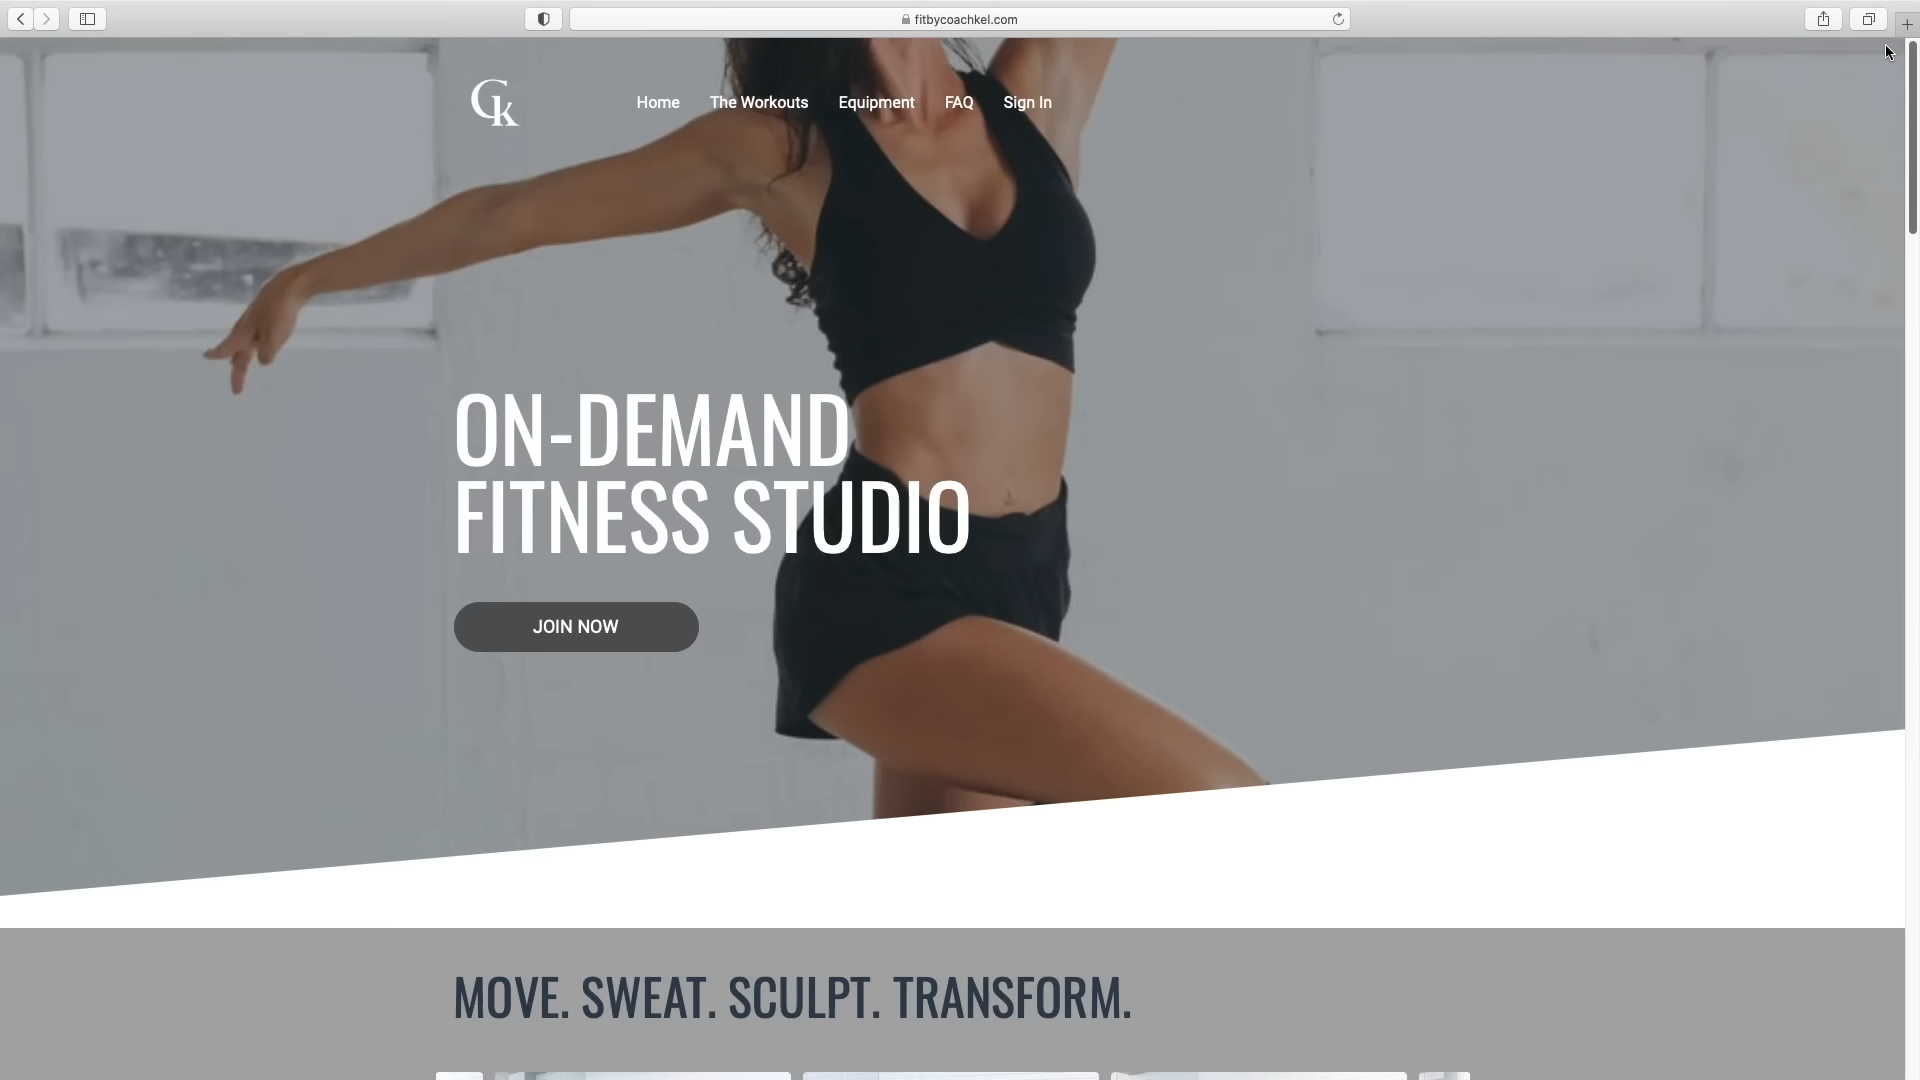 fitbycoachkel.com
Ck
Home The Workouts Equipment FAQ Sign In
ON-DEMAND
FITNESS STUDIO
JOIN NOW
MOVE. SWEAT. SCULPT. TRANSFORM.